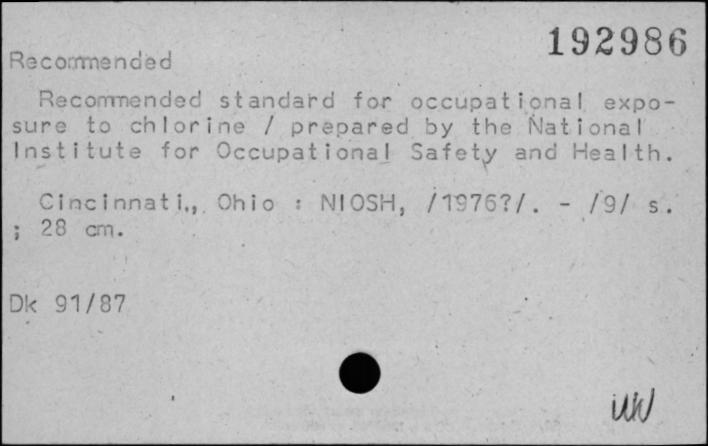 192986
Recommended
Recommended standard for occupational expo-
sure to chlorine / prepared by the National
Institute for Occupational Safety and Health.
Cincinnati., Ohio : NIOSH, /1976?/. - /9/ s.
; 28 cm.
Dk 91/87